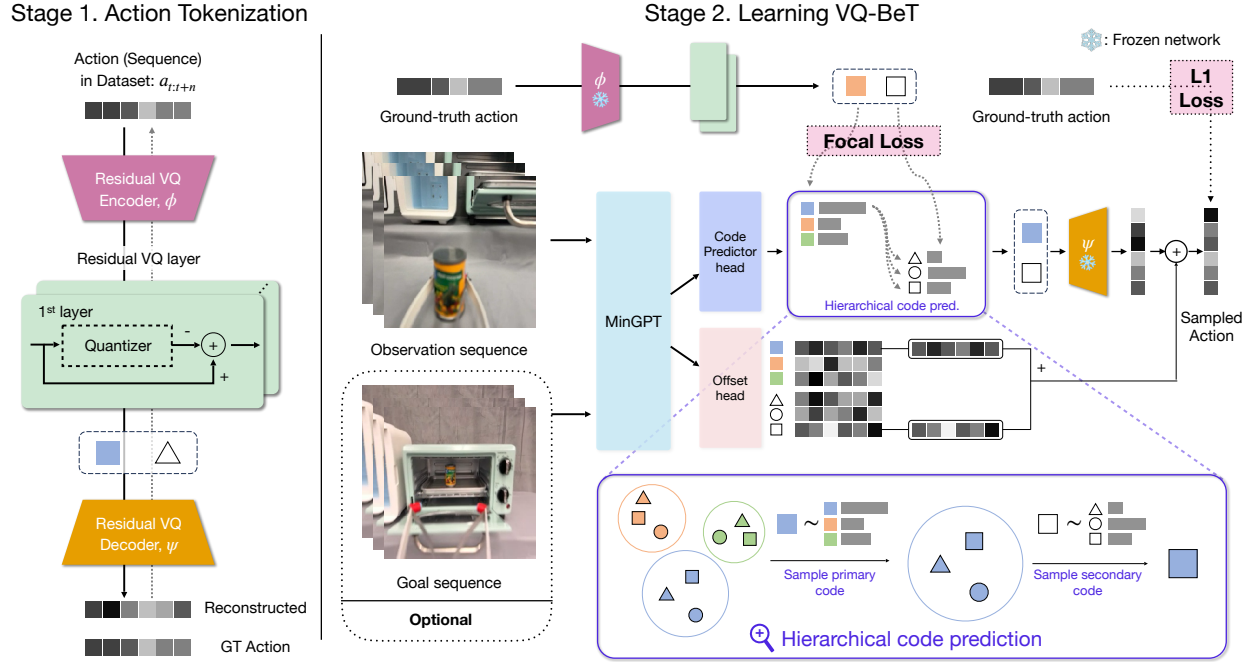 Stage 1. Action Tokenization
Action (Sequence)
in Dataset: a_{t:t+n}
Residual VQ
Encoder, ϕ
Residual VQ layer
1st layer
Quantizer
-
+
+
Residual VQ
Decoder, ψ
Reconstructed
GT Action
Stage 2. Learning VQ-BeT
: Frozen network
Ground-truth action
ϕ
Ground-truth action
L1
Loss
Focal Loss
Observation sequence
Goal sequence
Optional
MinGPT
Code
Predictor
head
Offset
head
Hierarchical code pred.
ψ
+
Sampled
Action
+
~
Sample primary
code
~
Sample secondary
code
Hierarchical code prediction